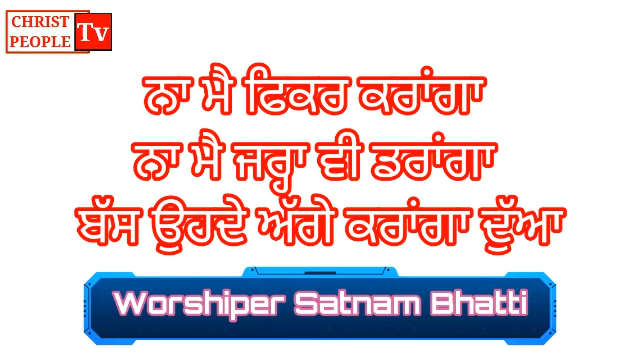 CHRIST
PEOPLE
Tv
ਨਾ ਮੈ ਫਿਕਰ ਕਰਾਂਗਾ
ਨਾ ਮੈ ਜਰ੍ਹਾ ਵੀ ਡਰਾਂਗਾ
ਬੱਸ ਉਹਦੇ ਅੱਗੇ ਕਰਾਂਗਾ ਦੁੱਆ
Worshiper Satnam Bhatti